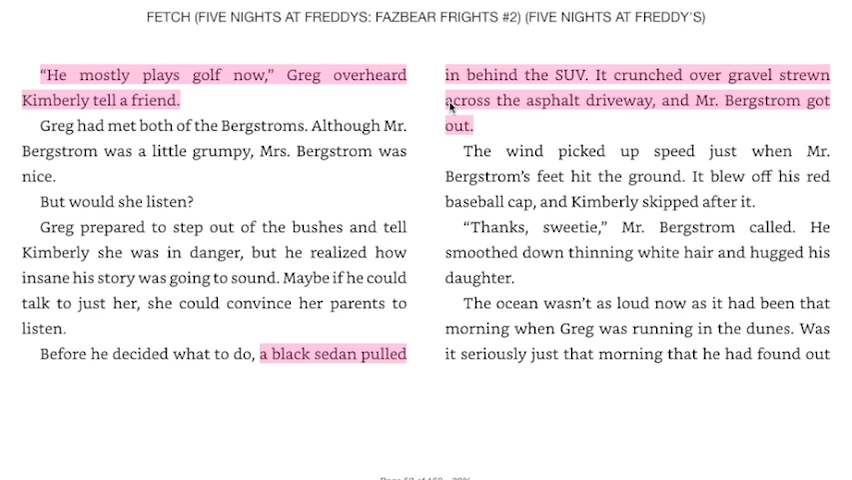 FETCH (FIVE NIGHTS AT FREDDYS: FAZBEAR FRIGHTS #2) (FIVE NIGHTS AT FREDDY'S)
“He mostly plays golf now,” Greg overheard
Kimberly tell a friend.
Greg had met both of the Bergstroms. Although Mr.
Bergstrom was a little grumpy, Mrs. Bergstrom was
nice.
But would she listen?
Greg prepared to step out of the bushes and tell
Kimberly she was in danger, but he realized how
insane his story was going to sound. Maybe if he could
talk to just her, she could convince her parents to
listen.
Before he decided what to do, a black sedan pulled
in behind the SUV. It crunched over gravel strewn
across the asphalt driveway, and Mr. Bergstrom got
out.
The wind picked up speed just when Mr.
Bergstrom’s feet hit the ground. It blew off his red
baseball cap, and Kimberly skipped after it.
“Thanks, sweetie,” Mr. Bergstrom called. He
smoothed down thinning white hair and hugged his
daughter.
The ocean wasn’t as loud now as it had been that
morning when Greg was running in the dunes. Was
it seriously just that morning that he had found out